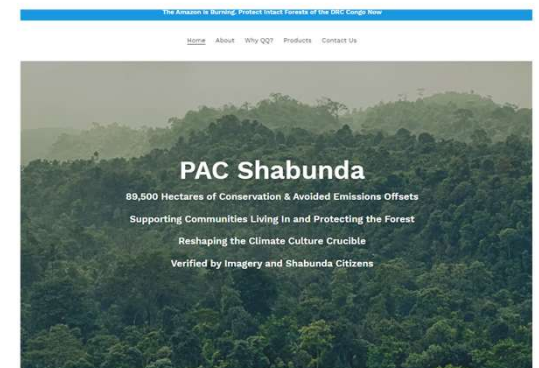 The Amazon is Burning. Protect Intact Forests of the DRC Congo Now
Home About Why QQ? Products Contact Us
PAC Shabunda
89,500 Hectares of Conservation & Avoided Emissions Offsets
Supporting Communities Living In and Protecting the Forest
Reshaping the Climate Culture Crucible
Verified by Imagery and Shabunda Citizens